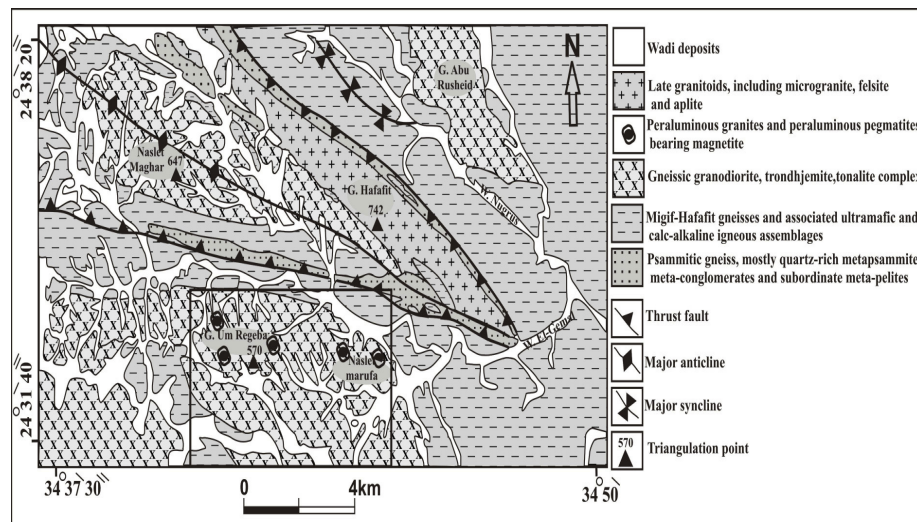 24° 38\ 20\\
24° 31\ 40\\
34° 37\ 30\\
34° 50\
N
G. Abu
Rusheid
Naslet
Maghar 647
G. Hafafit
742
W. Nugrus
W. El-Gemal
G. Um Regeba
570
Naslet
marufa
0 4km
Wadi deposits
Late granitoids, including microgranite, felsite
and aplite
Peraluminous granites and peraluminous pegmatites
bearing magnetite
Gneissic granodiorite, trondhjemite,tonalite complex
Migif-Hafafit gneisses and associated ultramafic and
calc-alkaline igneous assemblages
Psammitic gneiss, mostly quartz-rich metapsammite
meta-conglomerates and subordinate meta-pelites
Thrust fault
Major anticline
Major syncline
570
Triangulation point